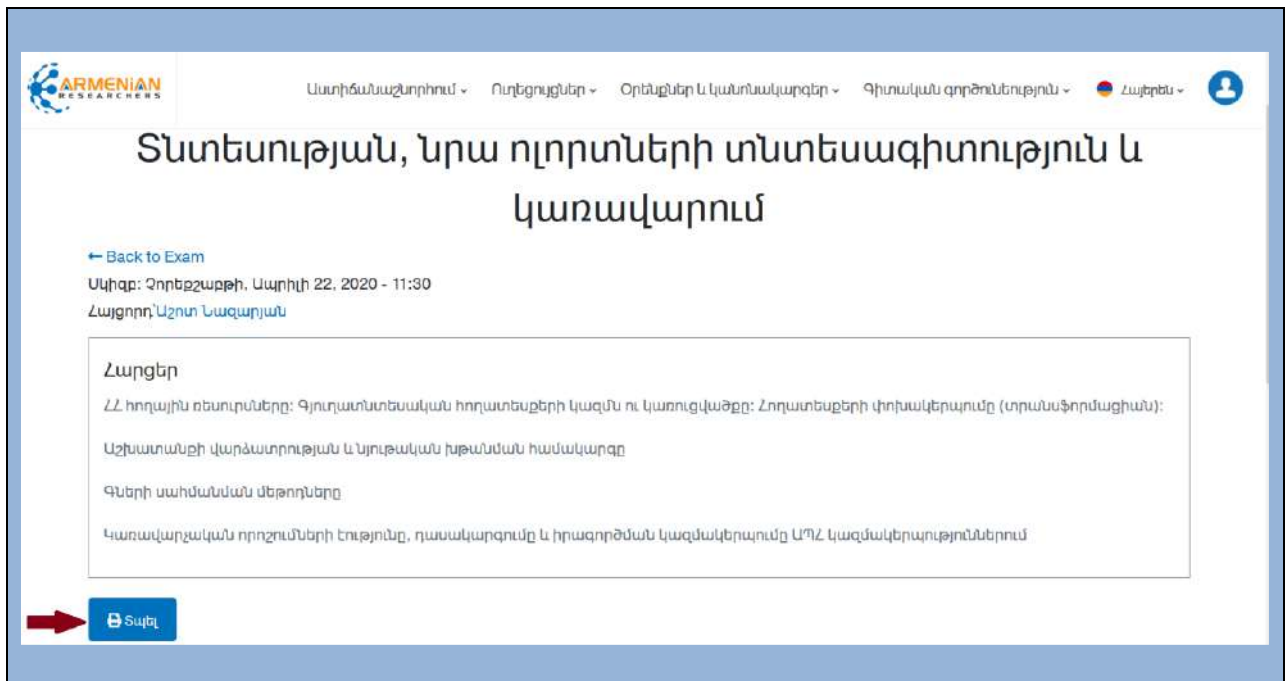 ARMENiAN
RESEARCHERS
Աստիճանաշնորհում
Ուղեցույցներ
Օրենքներ և կանոնակարգեր
Գիտական գործունեություն
Հայերեն
Տնտեսության, նրա ոլորտների տնտեսագիտություն և
կառավարում
← Back to Exam
Սկիզբ: Չորեքշաբթի, Ապրիլի 22, 2020 - 11:30
Հայցորդ՝Աշոտ Նազարյան
Հարցեր
ՀՀ հողային ռեսուրսները: Գյուղատնտեսական հողատեսքերի կազմն ու կառուցվածքը: Հողատեսքերի փոխակերպումը (տրանսֆորմացիան):
Աշխատանքի վարձատրության և նյութական խթանման համակարգը
Գների սահմանման մեթոդները
Կառավարչական որոշումների էությունը, դասակարգումը և իրագործման կազմակերպումը ԱՊՀ կազմակերպություններում
Տպել